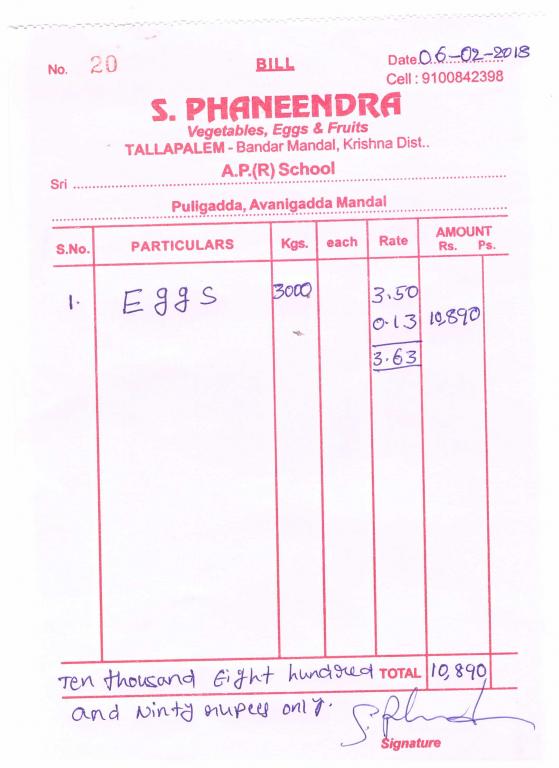 No. 20 BILL Date 06-02-2018
Cell : 9100842398
S. PHANEENDRA
Vegetables, Eggs & Fruits
TALLAPALEM - Bandar Mandal, Krishna Dist..
A.P.(R) School
Sri
Puligadda, Avanigadda Mandal
S.No. PARTICULARS Kgs. each Rate AMOUNT
Rs. Ps.
1. Eggs 3000 3.50
0.13 10,890
3.63
Ten thousand Eight hundred TOTAL 10,890
and Ninty rupees only.
Signature